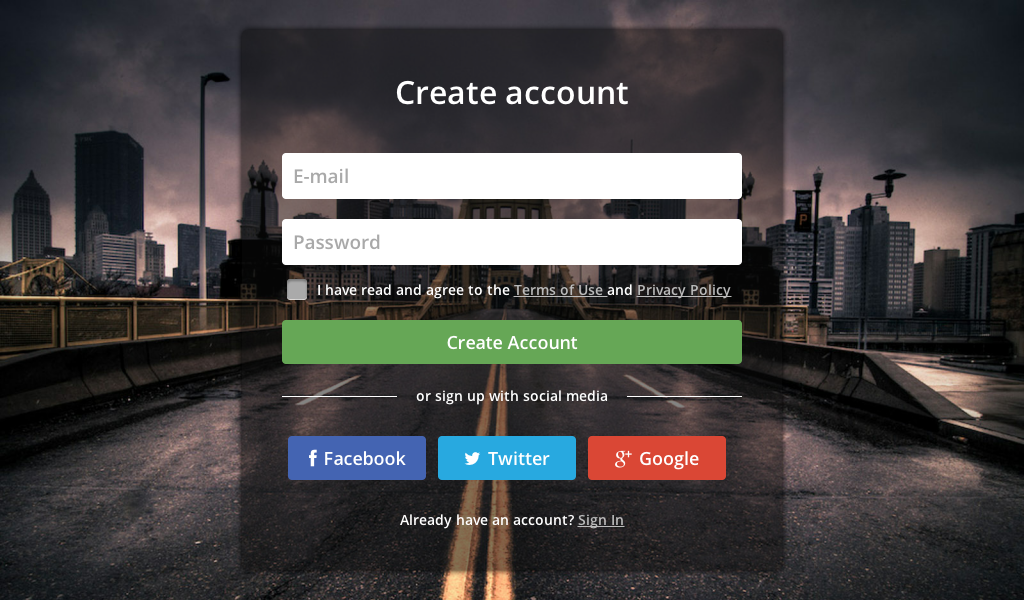 Create account
E-mail
Password
I have read and agree to the Terms of Use and Privacy Policy
Create Account
or sign up with social media
Facebook
Twitter
Google
Already have an account? Sign In
P